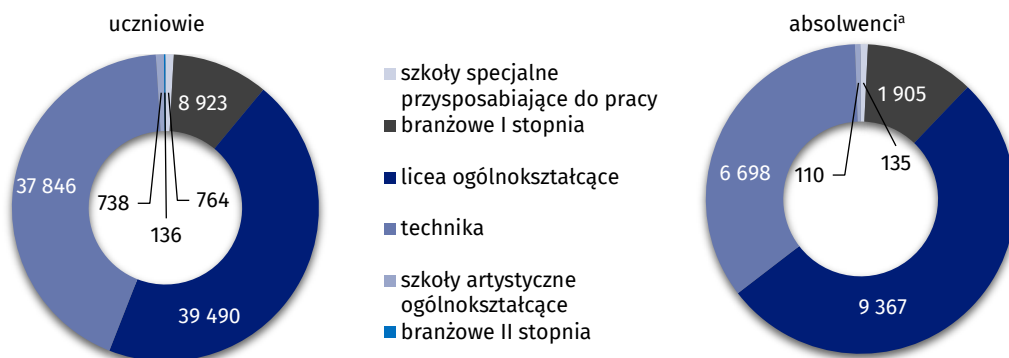 uczniowie
8 923
37 846
738
764
136
39 490
szkoły specjalne
przysposabiające do pracy
branżowe I stopnia
licea ogólnokształcące
technika
szkoły artystyczne
ogólnokształcące
branżowe II stopnia
absolwenciᵃ
1 905
6 698
110
135
9 367